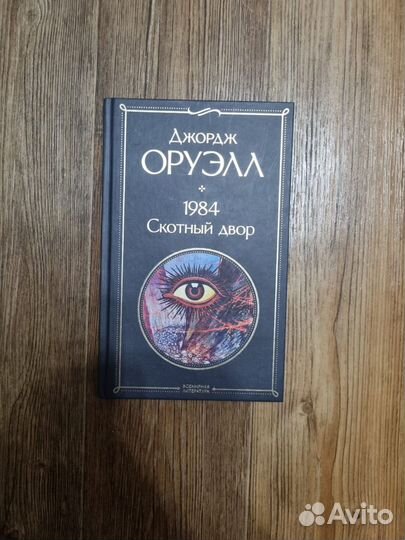 Джордж
ОРУЭЛЛ
1984
Скотный двор
ВСЕМИРНАЯ
ЛИТЕРАТУРА
Avito